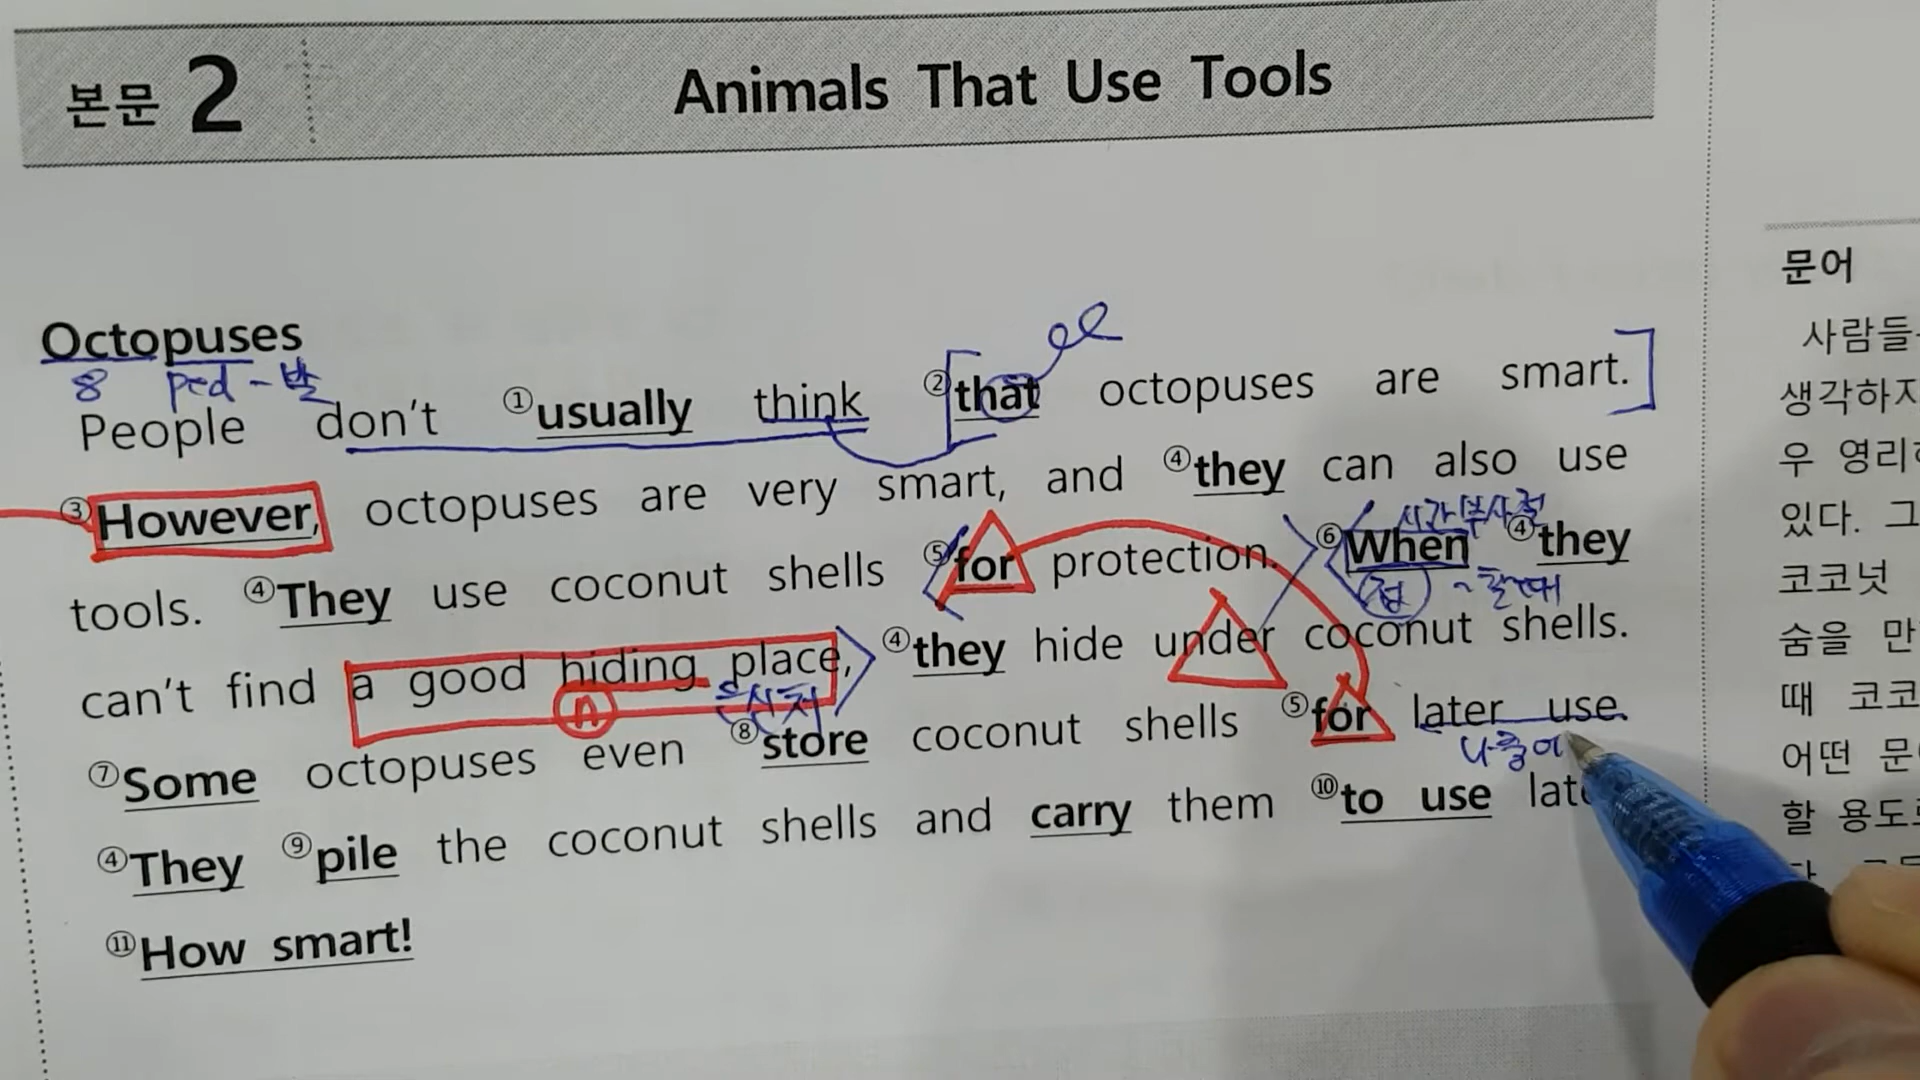 본문 2 Animals That Use Tools
Octopuses
8 ped - 발
People don't ①usually think ②that octopuses are smart.
③However, octopuses are very smart, and ④they can also use
시간 부사절
tools. ④They use coconut shells ⑤for protection. ⑥When ④they
접 ~할 때
can't find a good hiding place, ④they hide under coconut shells.
n 은신처
⑦Some octopuses even ⑧store coconut shells ⑤for later use.
나중에
④They ⑨pile the coconut shells and carry them ⑩to use
⑪How smart!
문어
사람들
생각하지
우 영리
있다. 그
코코넛
숨을 만
때 코코
어떤 문
할 용도로